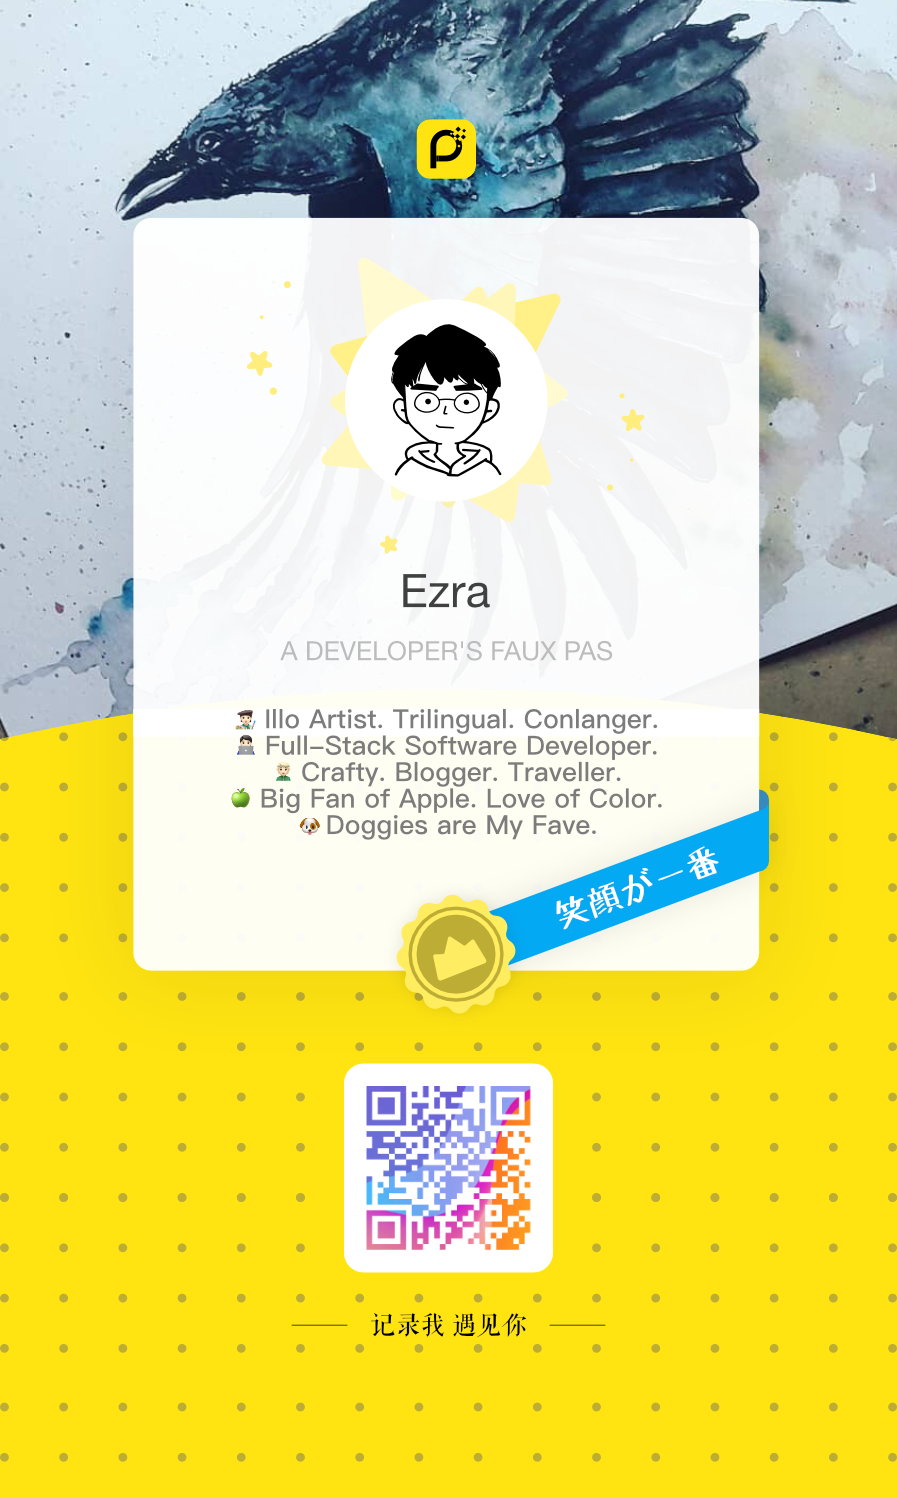 Ezra
A DEVELOPER'S FAUX PAS
🧑🏻‍🎨 Illo Artist. Trilingual. Conlanger.
🧑🏻‍💻 Full-Stack Software Developer.
Crafty. Blogger. Traveller.
🍏 Big Fan of Apple. Love of Color.
🐶 Doggies are My Fave.
笑顔が一番
记录我 遇见你